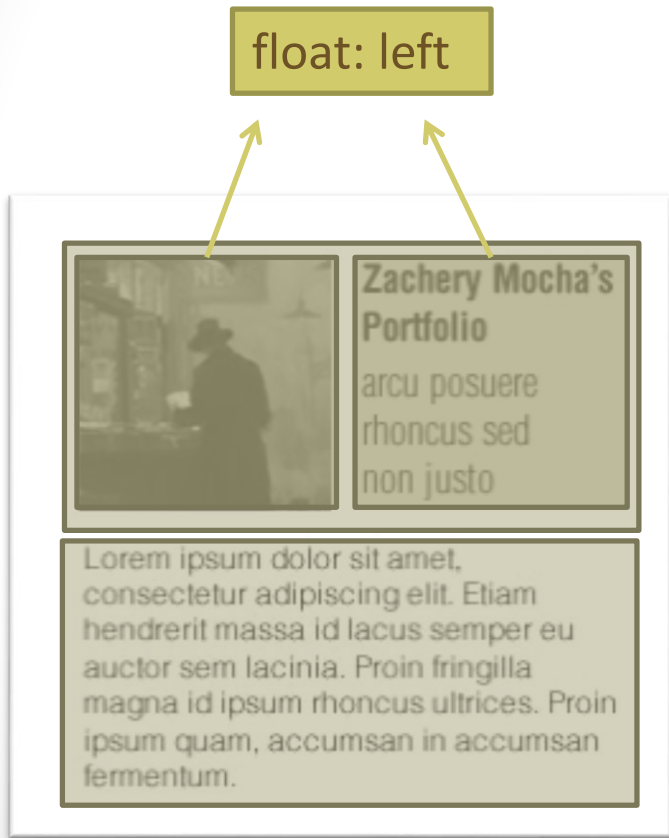 float: left
Zachery Mocha's
Portfolio
arcu posuere
rhoncus sed
non justo
Lorem ipsum dolor sit amet,
consectetur adipiscing elit. Etiam
hendrerit massa id lacus semper eu
auctor sem lacinia. Proin fringilla
magna id ipsum rhoncus ultrices. Proin
ipsum quam, accumsan in accumsan
fermentum.